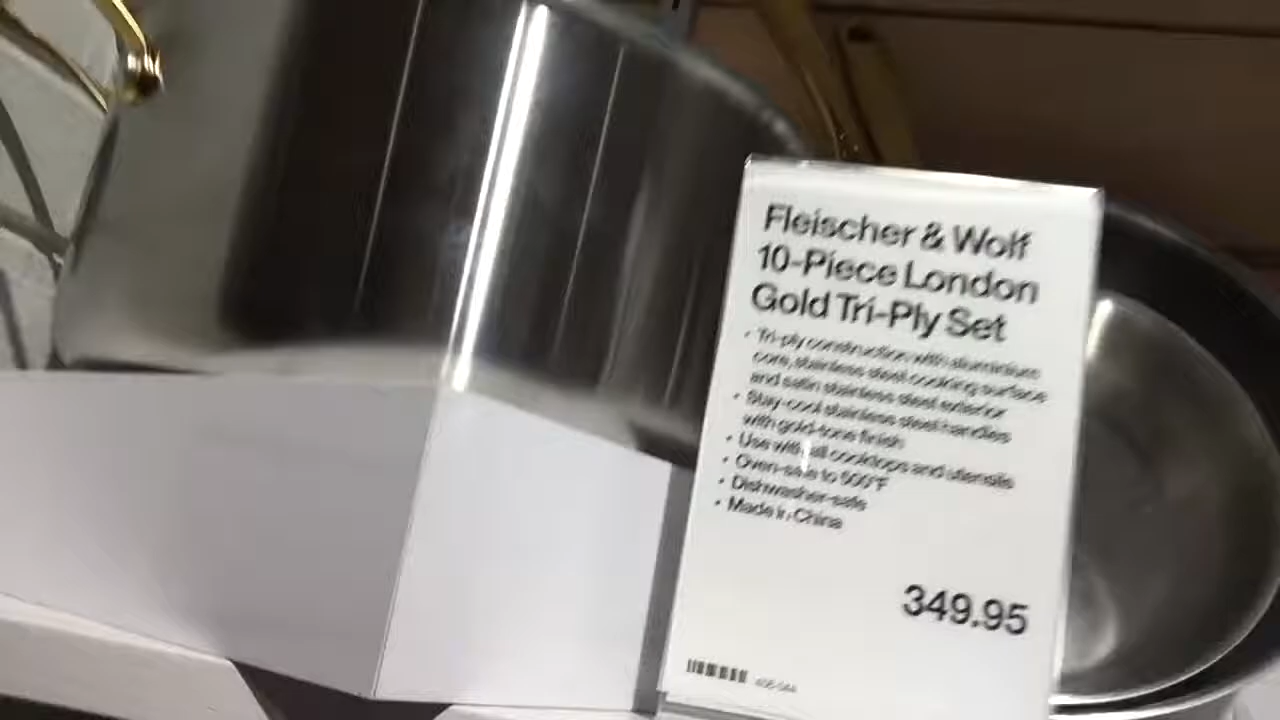 Fleischer & Wolf
10-Piece London
Gold Tri-Ply Set
• Tri-ply construction with aluminium
core, stainless steel cooking surface
and satin stainless steel exterior
• Stay-cool stainless steel handles
with gold-tone finish
• Use with all cooktops and utensils
• Oven-safe to 500°F
• Dishwasher-safe
• Made in China
349.95